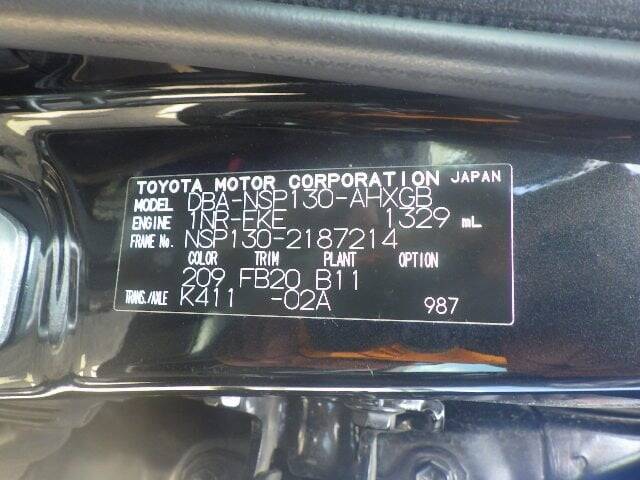 TOYOTA MOTOR CORPORATION JAPAN
MODEL DBA-NSP130-AHXGB
ENGINE 1NR-FKE 1329 mL
FRAME No. NSP130-2187214
COLOR TRIM PLANT OPTION
209 FB20 B11
TRANS./AXLE K411 -02A 987